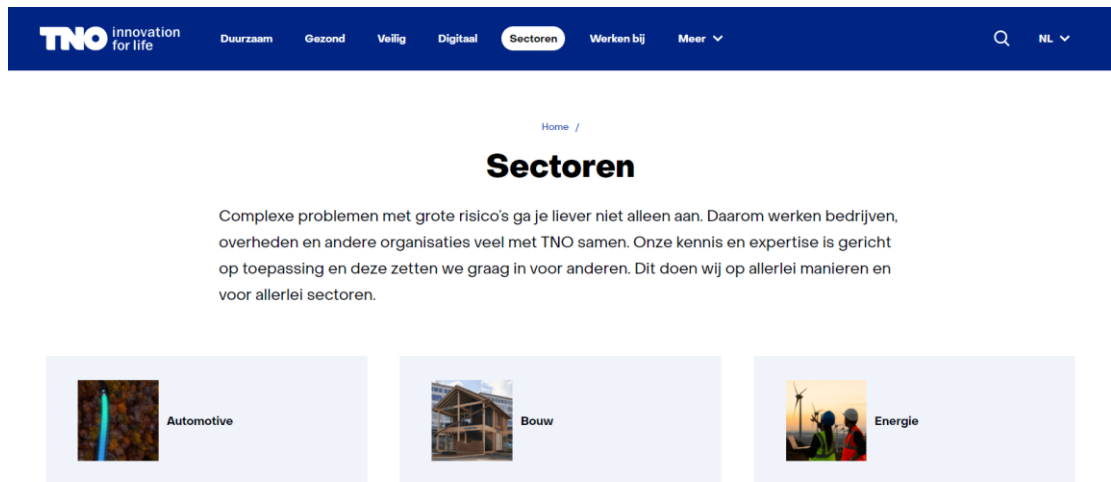 TNO innovation
for life
Duurzaam Gezond Veilig Digitaal Sectoren Werken bij Meer NL
Home /
Sectoren
Complexe problemen met grote risico's ga je liever niet alleen aan. Daarom werken bedrijven,
overheden en andere organisaties veel met TNO samen. Onze kennis en expertise is gericht
op toepassing en deze zetten we graag in voor anderen. Dit doen wij op allerlei manieren en
voor allerlei sectoren.
Automotive
Bouw
Energie